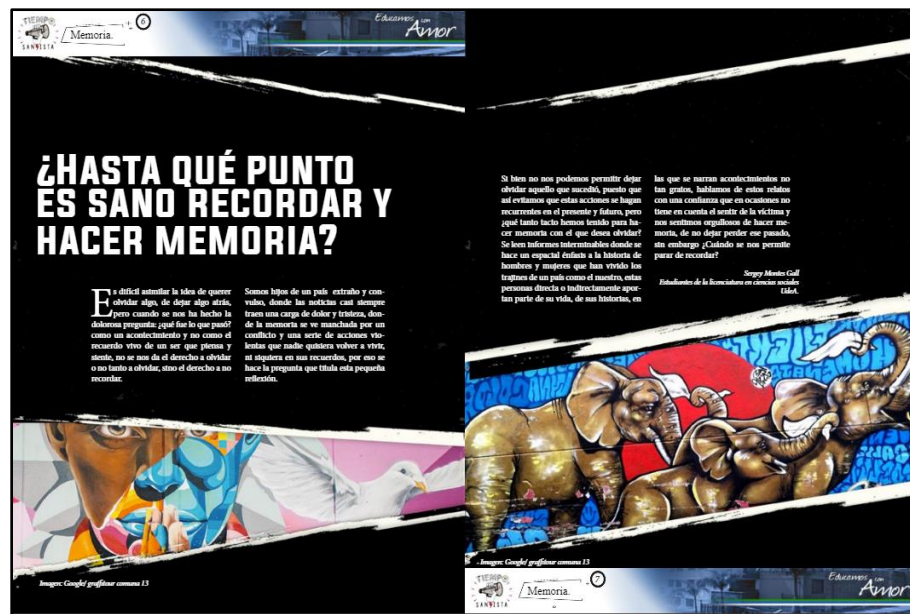 TIEMPO
SANVISTA
Memoria.
6
Educamos con
Amor
¿HASTA QUÉ PUNTO
ES SANO RECORDAR Y
HACER MEMORIA?
Es difícil asimilar la idea de querer
olvidar algo, de dejar algo atrás,
pero cuando se nos ha hecho la
dolorosa pregunta: ¿qué fue lo que pasó?
como un acontecimiento y no como el
recuerdo vivo de un ser que piensa y
siente, no se nos da el derecho a olvidar
o no tanto a olvidar, sino el derecho a no
recordar.
Somos hijos de un país extraño y con-
vulso, donde las noticias casi siempre
traen una carga de dolor y tristeza, don-
de la memoria se ve manchada por un
conflicto y una serie de acciones vio-
lentas que nadie quisiera volver a vivir,
ni siquiera en sus recuerdos, por eso se
hace la pregunta que titula esta pequeña
reflexión.
Imagen: Google/ graffitour comuna 13
Si bien no nos podemos permitir dejar
olvidar aquello que sucedió, puesto que
así evitamos que estas acciones se hagan
recurrentes en el presente y futuro, pero
¿qué tanto tacto hemos tenido para ha-
cer memoria con el que desea olvidar?
Se leen informes interminables donde se
hace un espacial énfasis a la historia de
hombres y mujeres que han vivido los
trajines de un país como el nuestro, estas
personas directa o indirectamente apor-
tan parte de su vida, de sus historias, en
las que se narran acontecimientos no
tan gratos, hablamos de estos relatos
con una confianza que en ocasiones no
tiene en cuenta el sentir de la víctima y
nos sentimos orgullosos de hacer me-
moria, de no dejar perder ese pasado,
sin embargo ¿Cuándo se nos permite
parar de recordar?
Sergey Montes Gall
Estudiantes de la licenciatura en ciencias sociales
UdeA.
Imagen: Google/ graffitour comuna 13
TIEMPO
SANVISTA
Memoria.
7
Educamos con
Amor